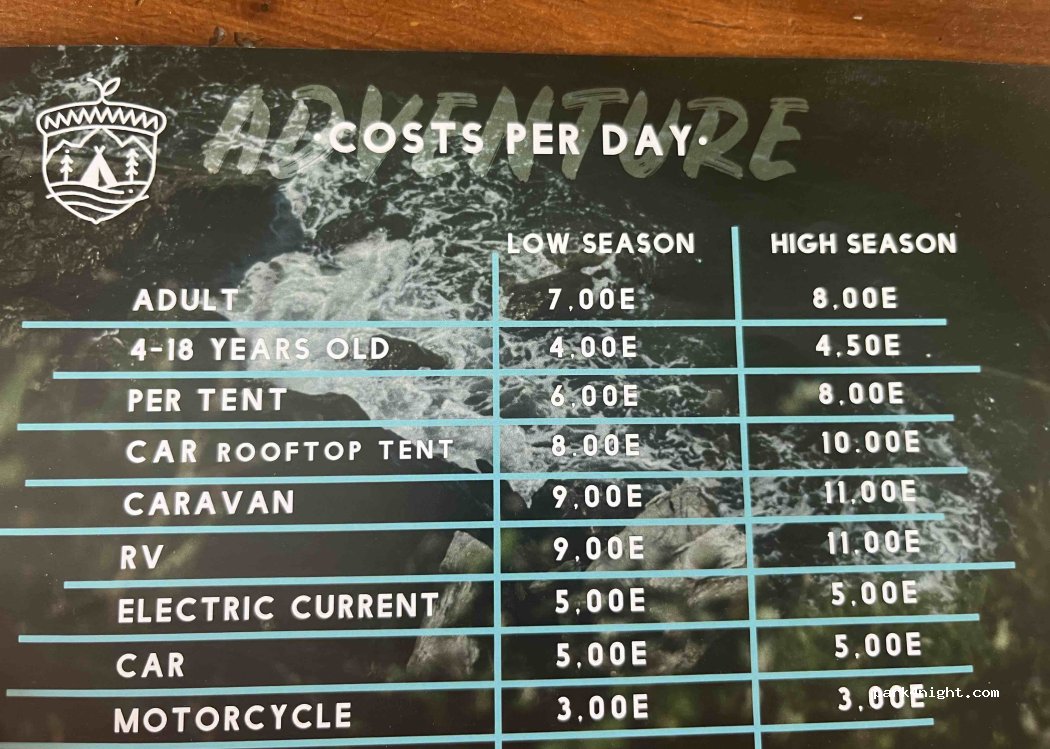 ADVENTURE
·COSTS PER DAY·
LOW SEASON HIGH SEASON
ADULT 7,00E 8,00E
4-18 YEARS OLD 4,00E 4,50E
PER TENT 6,00E 8,00E
CAR ROOFTOP TENT 8.00E 10.00E
CARAVAN 9,00E 11,00E
RV 9,00E 11,00E
ELECTRIC CURRENT 5,00E 5,00E
CAR 5,00E 5,00E
MOTORCYCLE 3,00E 3,00E
park4night.com